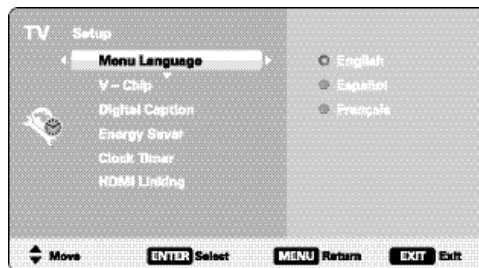 TV Setup
Menu Language
English
V – Chip
Español
Digital Caption
Français
Energy Saver
Clock Timer
HDMI Linking
Move ENTER Select MENU Return EXIT Exit